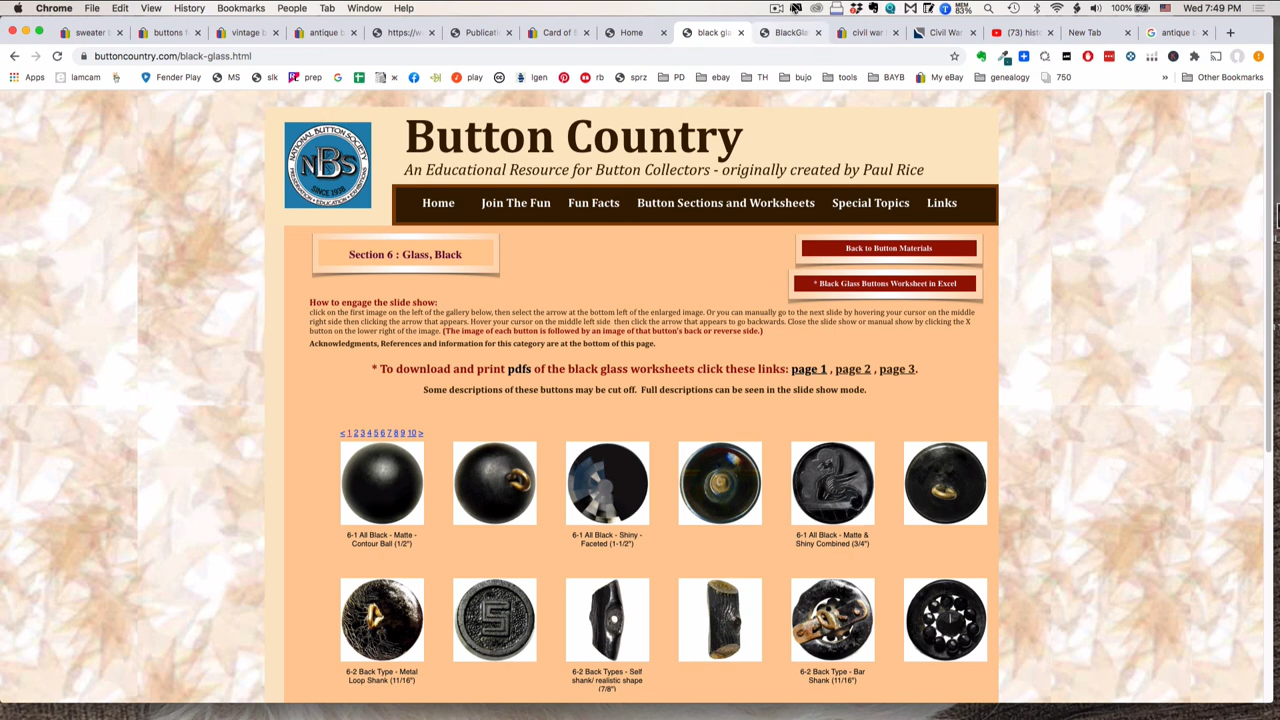 Chrome File Edit View History Bookmarks People Tab Window Help MEM 83% 100% Wed 7:49 PM
sweater b buttons f vintage b antique b https://w Publicati Card of B Home black gla BlackGla civil war Civil War (73) hist New Tab antique b
buttoncountry.com/black-glass.html
Apps iamcam Fender Play MS slk prep play lgen rb sprz PD ebay TH bujo tools BAYB My eBay genealogy 750 » Other Bookmarks
NATIONAL BUTTON SOCIETY
NBS
SINCE 1938
PRESERVATION EDUCATION EXHIBITIONS
Button Country
An Educational Resource for Button Collectors - originally created by Paul Rice
Home Join The Fun Fun Facts Button Sections and Worksheets Special Topics Links
Section 6 : Glass, Black
Back to Button Materials
* Black Glass Buttons Worksheet in Excel
How to engage the slide show:
click on the first image on the left of the gallery below, then select the arrow at the bottom left of the enlarged image. Or you can manually go to the next slide by hovering your cursor on the middle
right side then clicking the arrow that appears. Hover your cursor on the middle left side then click the arrow that appears to go backwards. Close the slide show or manual show by clicking the X
button on the lower right of the image. (The image of each button is followed by an image of that button's back or reverse side.)
Acknowledgments, References and information for this category are at the bottom of this page.
* To download and print pdfs of the black glass worksheets click these links: page 1 , page 2 , page 3.
Some descriptions of these buttons may be cut off. Full descriptions can be seen in the slide show mode.
< 1 2 3 4 5 6 7 8 9 10 >
6-1 All Black - Matte -
Contour Ball (1/2")
6-1 All Black - Shiny -
Faceted (1-1/2")
6-1 All Black - Matte &
Shiny Combined (3/4")
6-2 Back Type - Metal
Loop Shank (11/16")
6-2 Back Types - Self
shank/ realistic shape
(7/8")
6-2 Back Type - Bar
Shank (11/16")